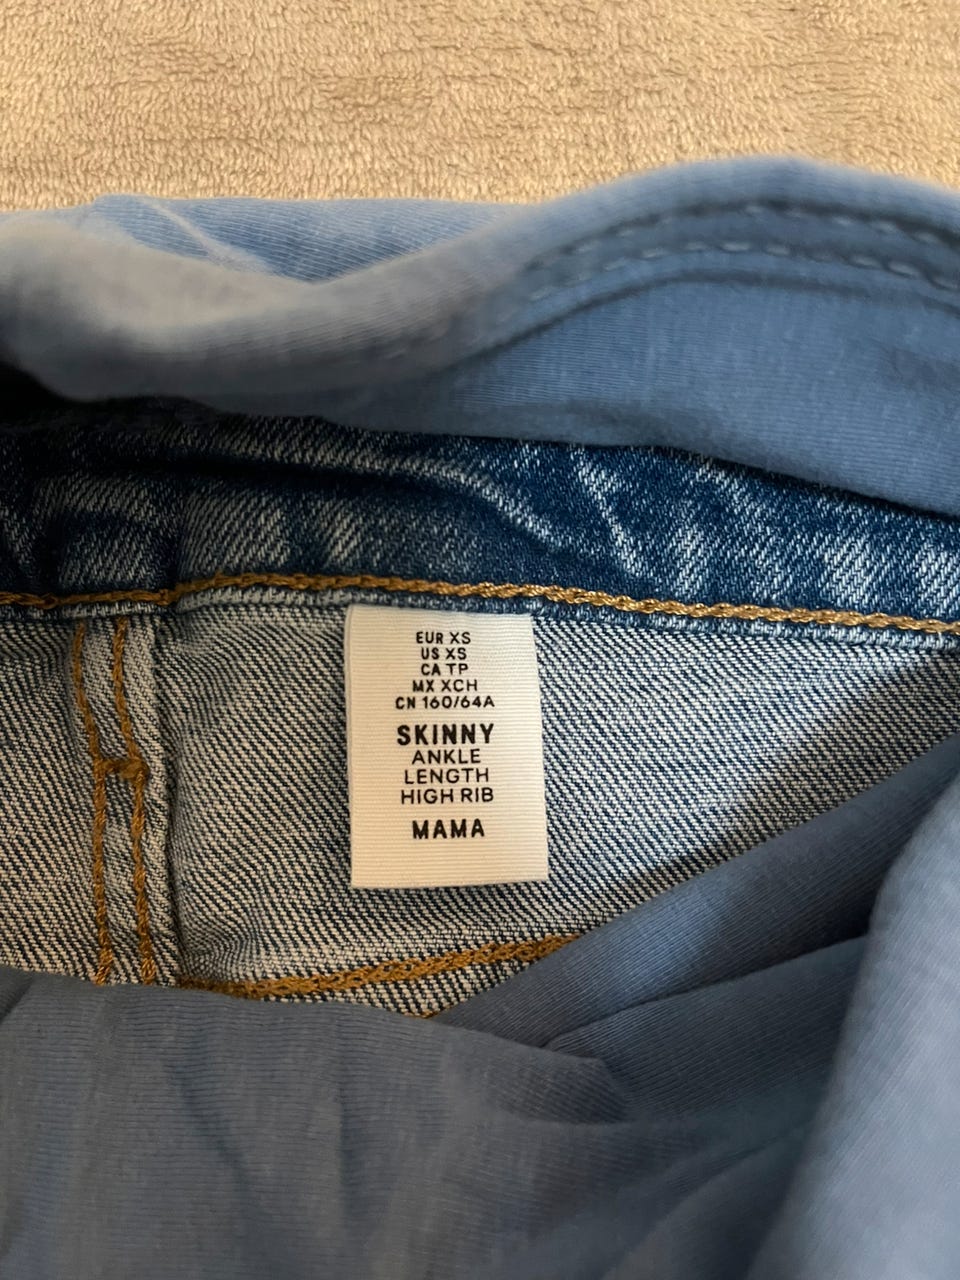 EUR XS
US XS
CA TP
MX XCH
CN 160/64A
SKINNY
ANKLE
LENGTH
HIGH RIB
MAMA